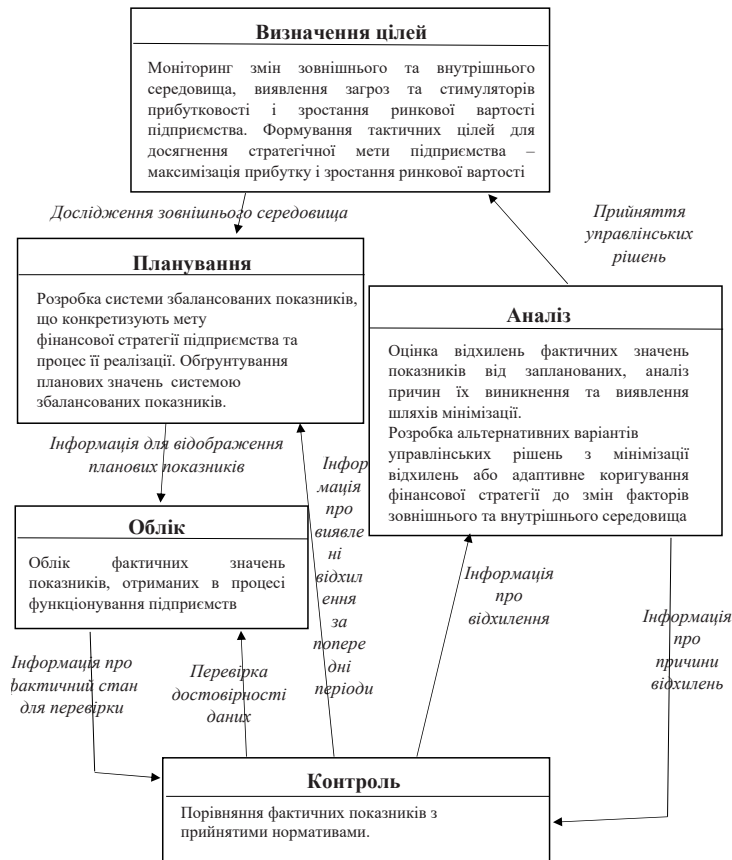 Визначення цілей
Моніторинг змін зовнішнього та внутрішнього
середовища, виявлення загроз та стимуляторів
прибутковості і зростання ринкової вартості
підприємства. Формування тактичних цілей для
досягнення стратегічної мети підприємства –
максимізація прибутку і зростання ринкової вартості
Дослідження зовнішнього середовища
Прийняття
управлінських
рішень
Планування
Розробка системи збалансованих показників,
що конкретизують мету
фінансової стратегії підприємства та
процес її реалізації. Обґрунтування
планових значень системою
збалансованих показників.
Аналіз
Оцінка відхилень фактичних значень
показників від запланованих, аналіз
причин їх виникнення та виявлення
шляхів мінімізації.
Розробка альтернативних варіантів
управлінських рішень з мінімізації
відхилень або адаптивне коригування
фінансової стратегії до змін факторів
зовнішнього та внутрішнього середовища
Інформація для відображення
планових показників
Інфор
мація
про
виявле
ні
відхил
ення
за
попере
дні
періоди
Облік
Облік фактичних значень
показників, отриманих в процесі
функціонування підприємств
Інформація
про
відхилення
Інформація
про
причини
відхилень
Інформація про
фактичний стан
для перевірки
Перевірка
достовірності
даних
Контроль
Порівняння фактичних показників з
прийнятими нормативами.